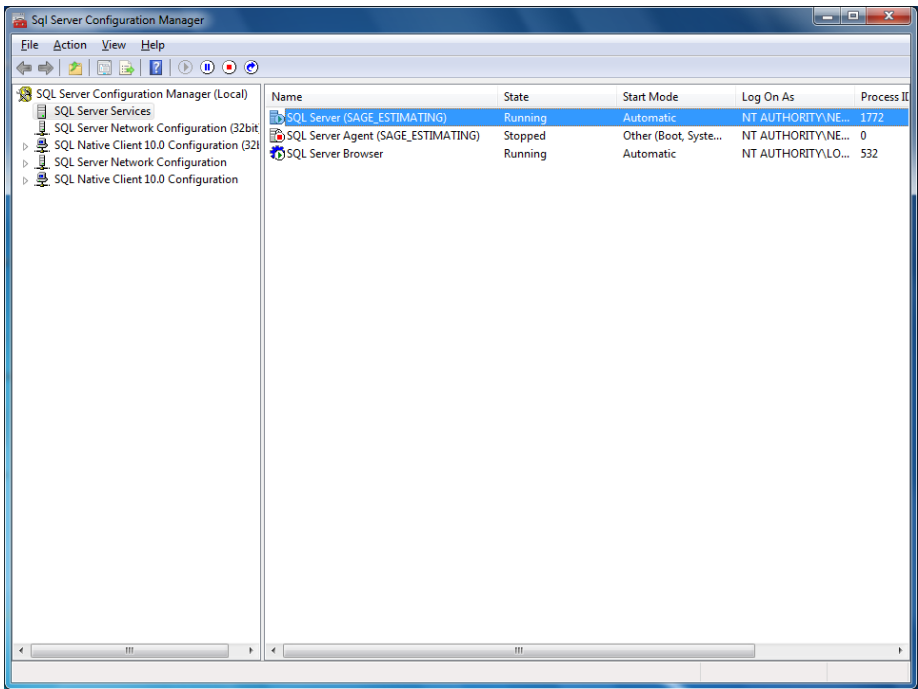 Sql Server Configuration Manager
File Action View Help
SQL Server Configuration Manager (Local)
SQL Server Services
SQL Server Network Configuration (32bit
SQL Native Client 10.0 Configuration (32b
SQL Server Network Configuration
SQL Native Client 10.0 Configuration
Name State Start Mode Log On As Process ID
SQL Server (SAGE_ESTIMATING) Running Automatic NT AUTHORITY\NE... 1772
SQL Server Agent (SAGE_ESTIMATING) Stopped Other (Boot, Syste... NT AUTHORITY\NE... 0
SQL Server Browser Running Automatic NT AUTHORITY\LO... 532